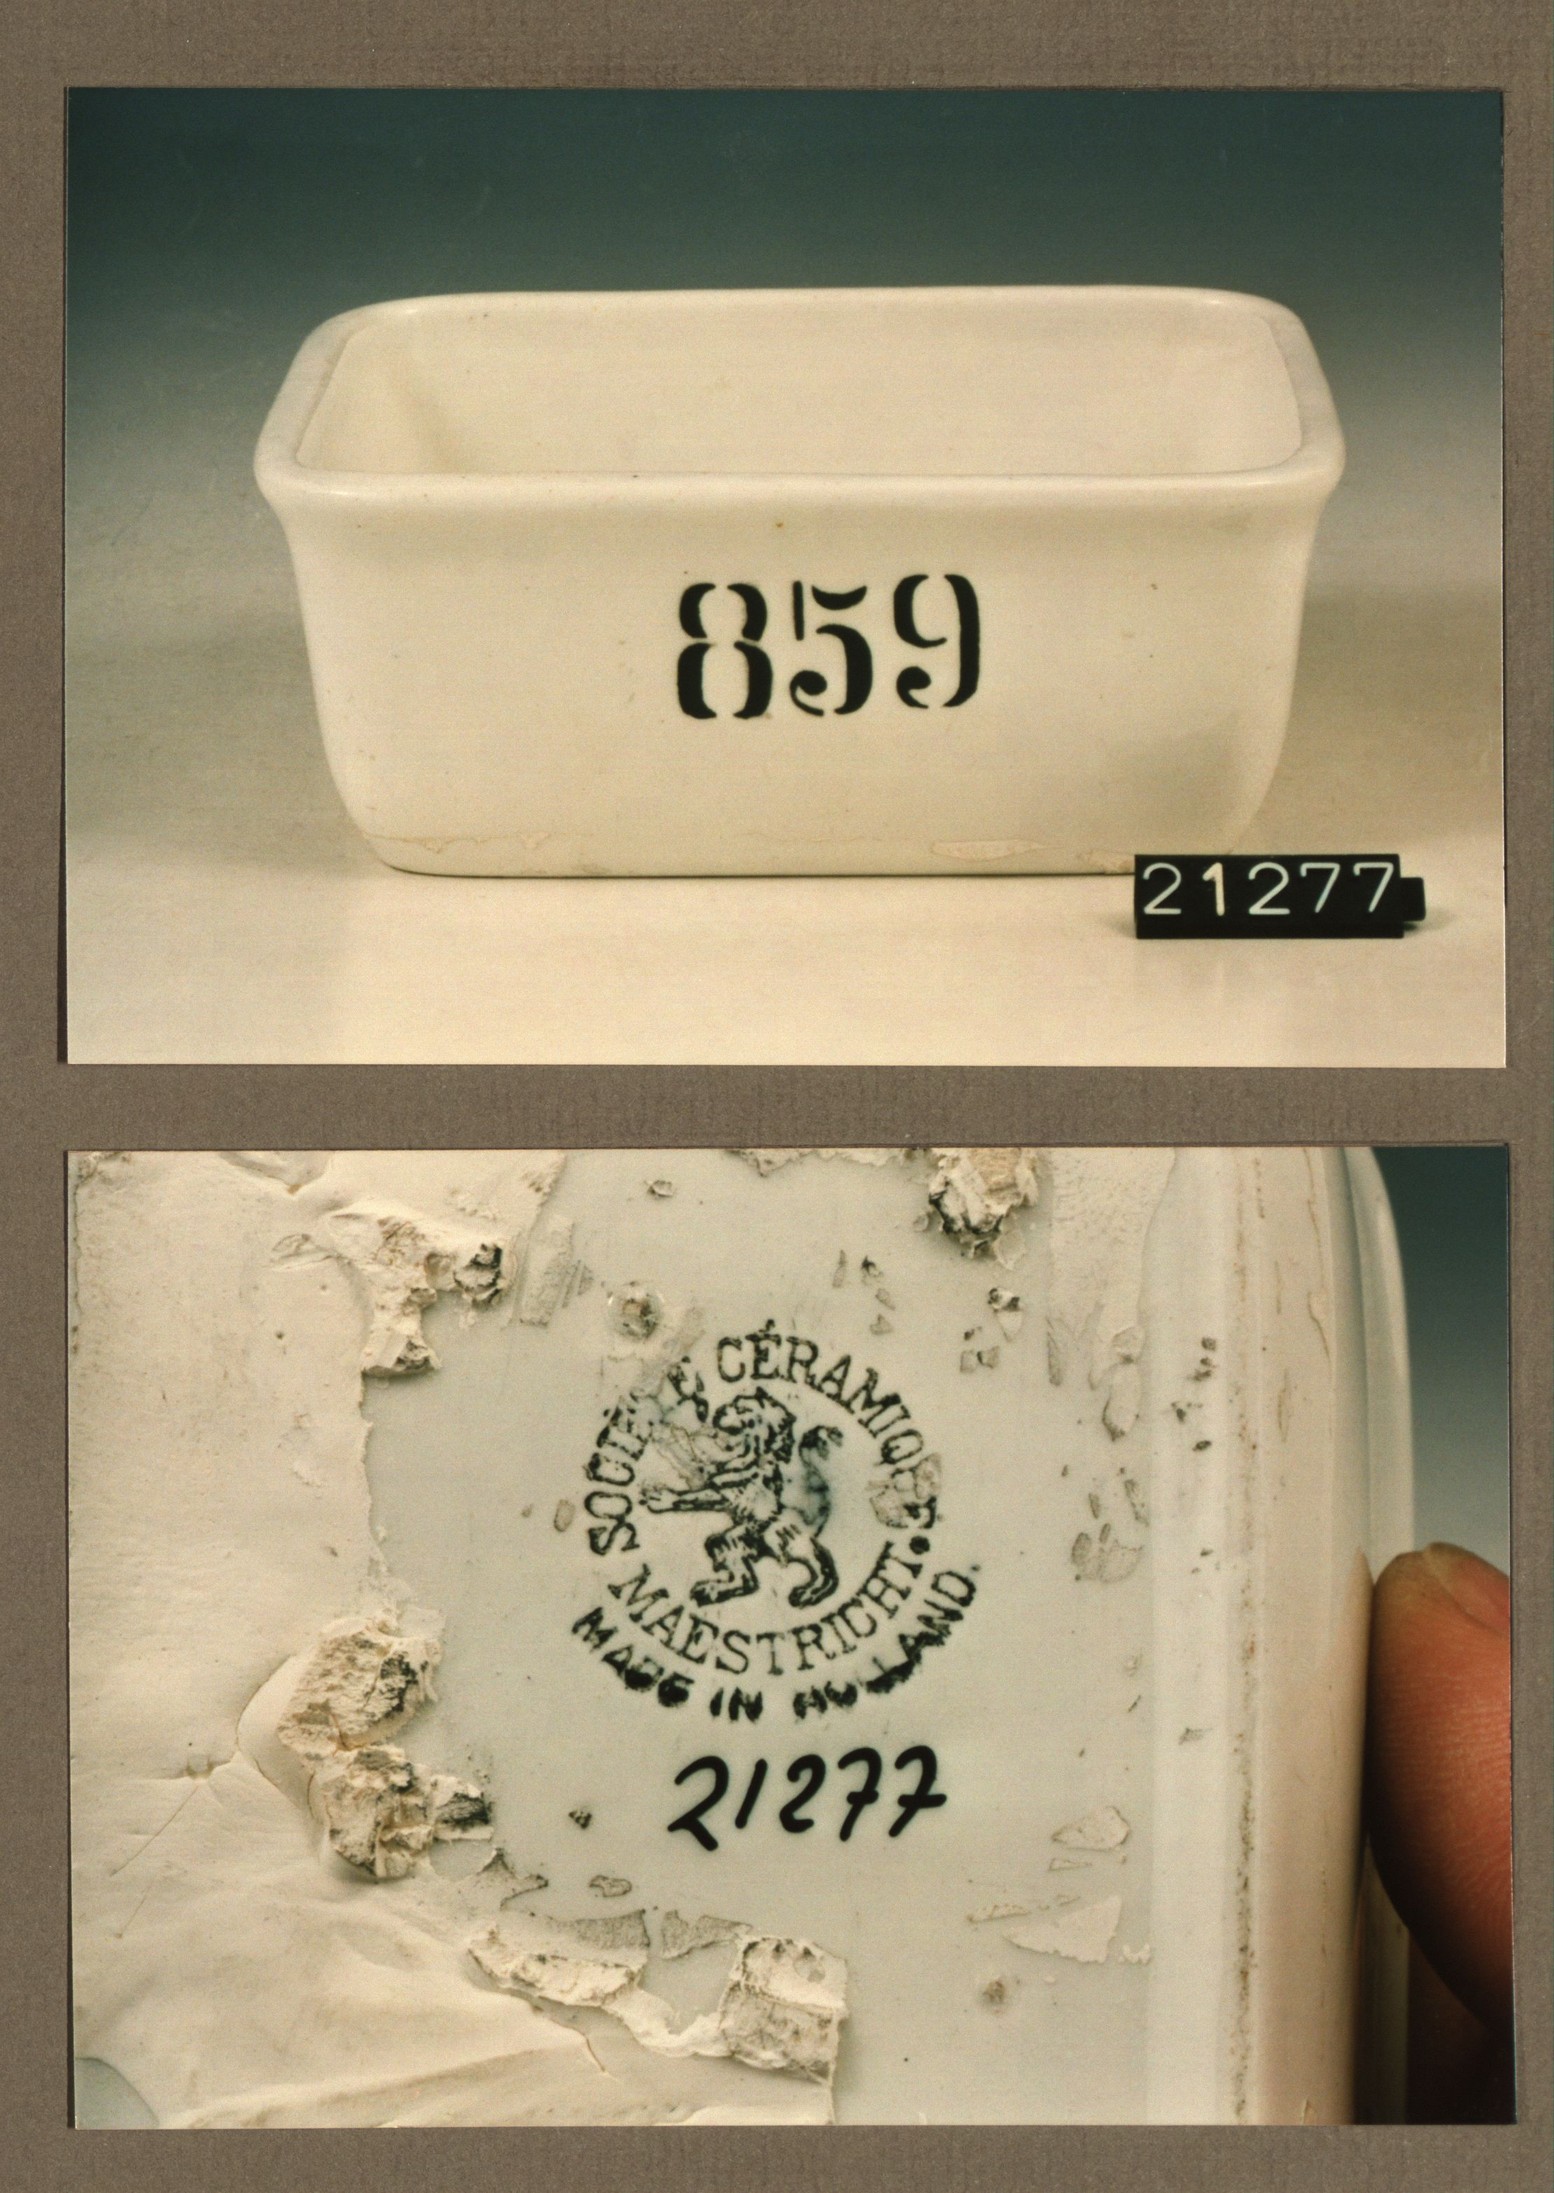 859
21277
SOCIÉTÉ CÉRAMIQUE
MAESTRICHT.
MADE IN HOLLAND.
21277